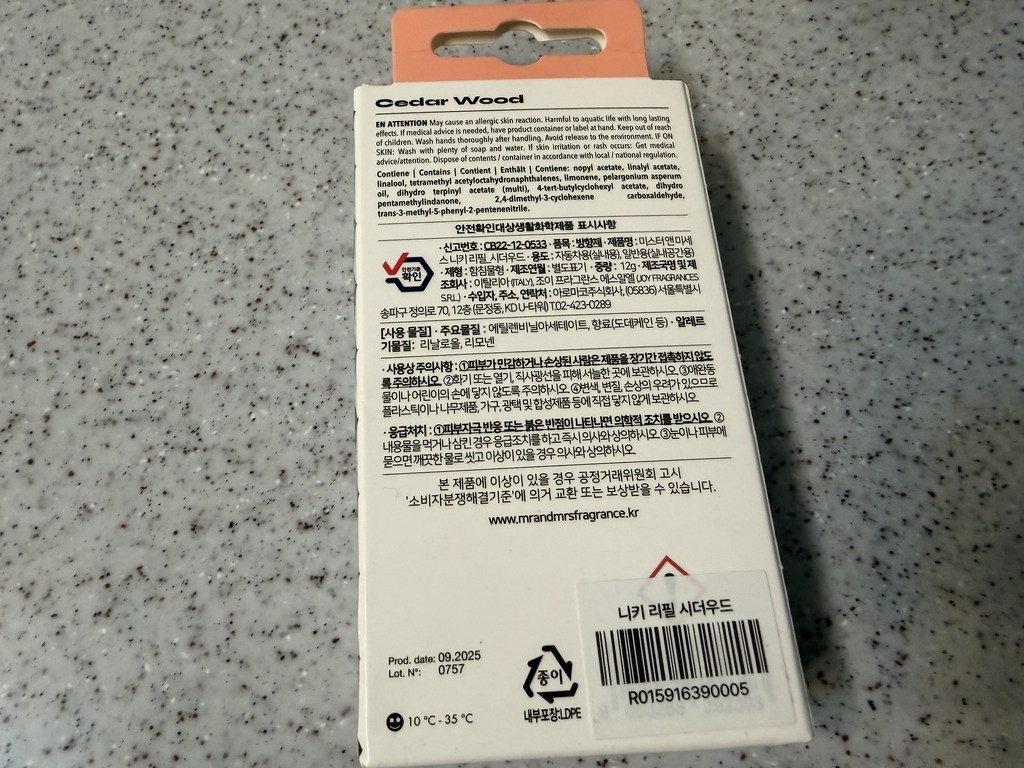 Cedar Wood
EN ATTENTION May cause an allergic skin reaction. Harmful to aquatic life with long lasting
effects. If medical advice is needed, have product container or label at hand. Keep out of reach
of children. Wash hands thoroughly after handling. Avoid release to the environment. IF ON
SKIN: Wash with plenty of soap and water. If skin irritation or rash occurs: Get medical
advice/attention. Dispose of contents / container in accordance with local / national regulation.
Contiene | Contains | Contient | Enthält | Contiene: nopyl acetate, linalyl acetate,
linalool, tetramethyl acetyloctahydronaphthalenes, limonene, pelargonium asperum
oil, dihydro terpinyl acetate (multi), 4-tert-butylcyclohexyl acetate, dihydro
pentamethylindanone, 2,4-dimethyl-3-cyclohexene carboxaldehyde,
trans-3-methyl-5-phenyl-2-pentenenitrile.
안전확인대상생활화학제품 표시사항
안전기준
확인
· 신고번호 : CB22-12-0533 · 품목 : 방향제 · 제품명 : 미스터앤미세
스 니키 리필, 시더우드 · 용도 : 자동차용(실내용), 일반용(실내공간용)
· 제형 : 함침물형 · 제조연월 : 별도표기 · 중량 : 12g · 제조국명 및 제
조회사 : 이탈리아 (ITALY), 조이 프라그란스 에스알엘 (JOY FRAGRANCES
S.R.L.) · 수입자, 주소, 연락처 : 아로마코주식회사, (05836) 서울특별시
송파구 정의로 70, 12층 (문정동, KD U-타워) T.02-423-0289
[사용 물질] · 주요물질 : 에틸렌비닐아세테이트, 향료(도데케인 등) · 알레르
기물질 : 리날로올, 리모넨
· 사용상 주의사항 : ①피부가 민감하거나 손상된 사람은 제품을 장기간 접촉하지 않도
록 주의하시오. ②화기 또는 열기, 직사광선을 피해 서늘한 곳에 보관하시오. ③애완동
물이나 어린이의 손에 닿지 않도록 주의하시오. ④변색, 변질, 손상의 우려가 있으므로
플라스틱이나 나무제품, 가구, 광택 및 합성제품 등에 직접 닿지 않게 보관하시오.
· 응급처치 : ①피부자극 반응 또는 붉은 반점이 나타나면 의학적 조치를 받으시오. ②
내용물을 먹거나 삼킨 경우 응급조치를 하고 즉시 의사와 상의하시오. ③눈이나 피부에
묻으면 깨끗한 물로 씻고 이상이 있을 경우 의사와 상의하시오.
본 제품에 이상이 있을 경우 공정거래위원회 고시
'소비자분쟁해결기준'에 의거 교환 또는 보상받을 수 있습니다.
www.mrandmrsfragrance.kr
니키 리필 시더우드
R015916390005
Prod. date: 09.2025
Lot. N°: 0757
종이
내부포장:LDPE
10 °C - 35 °C